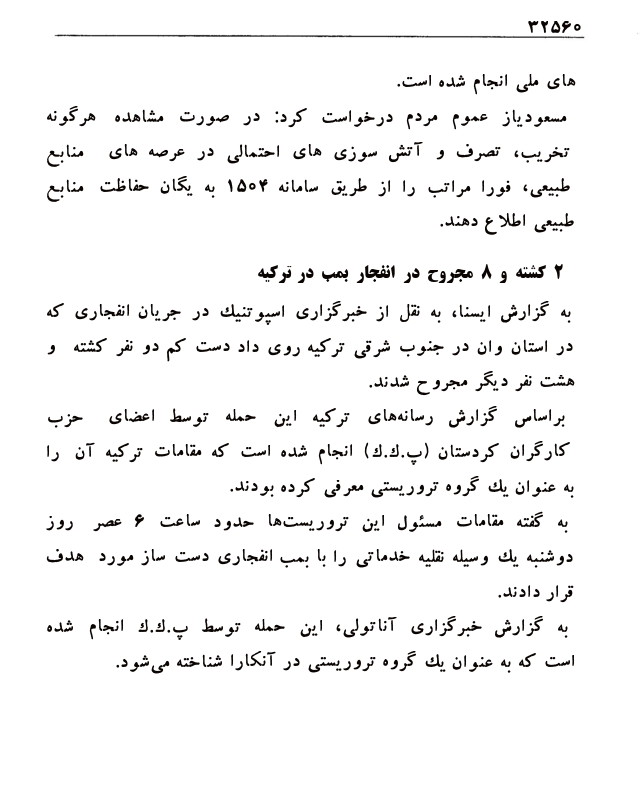 ۳۲۵۶۰
های ملی انجام شده است.
مسعودیاز عموم مردم درخواست کرد: در صورت مشاهده هرگونه
تخریب، تصرف و آتش سوزی های احتمالی در عرصه های منابع
طبیعی، فورا مراتب را از طریق سامانه ۱۵۰۴ به یگان حفاظت منابع
طبیعی اطلاع دهند.
۲ کشته و ۸ مجروح در انفجار بمب در ترکیه
به گزارش ایسنا، به نقل از خبرگزاری اسپوتنیك در جریان انفجاری که
در استان وان در جنوب شرقی ترکیه روی داد دست کم دو نفر کشته و
هشت نفر دیگر مجروح شدند.
براساس گزارش رسانه‌های ترکیه این حمله توسط اعضای حزب
کارگران کردستان (پ.ك.ك) انجام شده است که مقامات ترکیه آن را
به عنوان یك گروه تروریستی معرفی کرده بودند.
به گفته مقامات مسئول این تروریست‌ها حدود ساعت ۶ عصر روز
دوشنبه یك وسیله نقلیه خدماتی را با بمب انفجاری دست ساز مورد هدف
قرار دادند.
به گزارش خبرگزاری آناتولی، این حمله توسط پ.ك.ك انجام شده
است که به عنوان یك گروه تروریستی در آنکارا شناخته می‌شود.